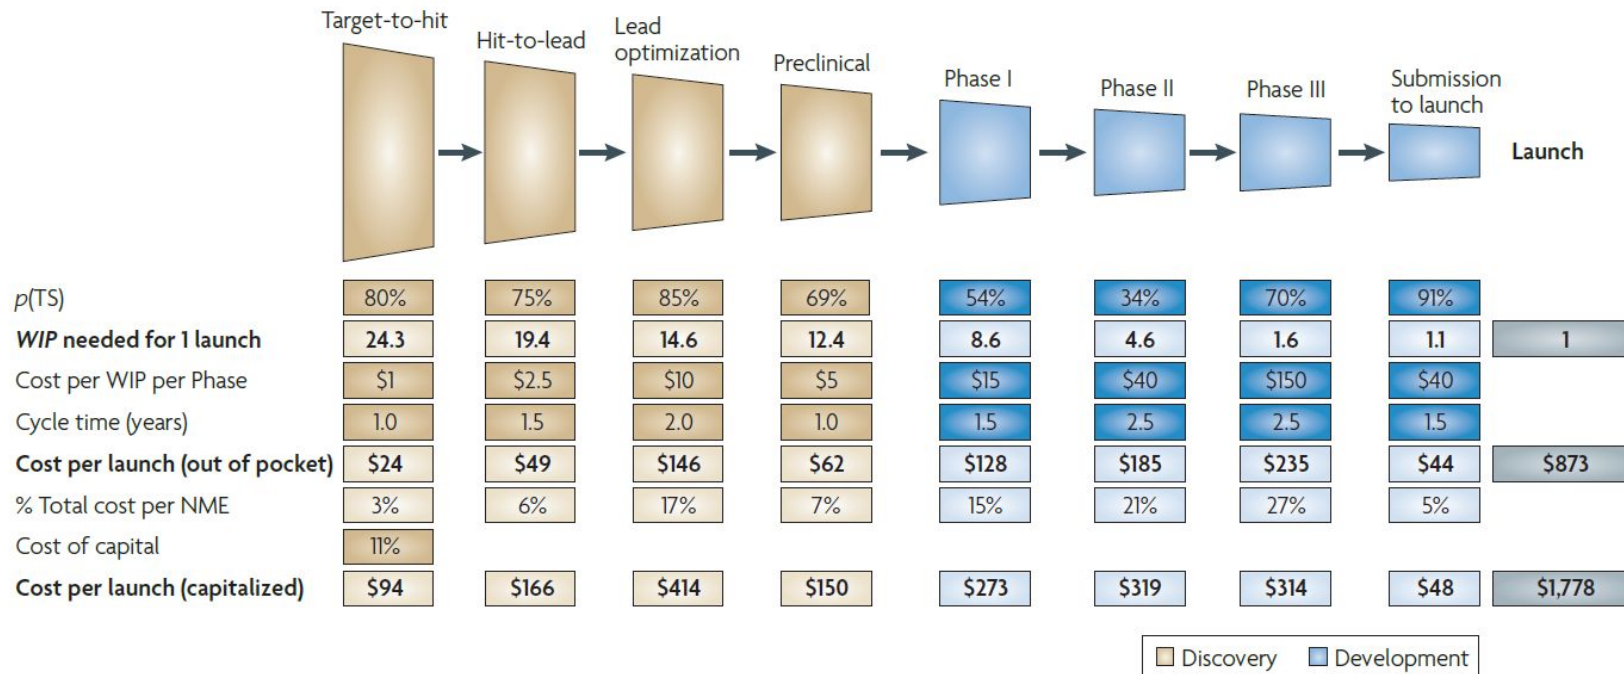 Target-to-hit
Hit-to-lead
Lead
optimization
Preclinical
Phase I
Phase II
Phase III
Submission
to launch
Launch
p(TS) 80% 75% 85% 69% 54% 34% 70% 91%
WIP needed for 1 launch 24.3 19.4 14.6 12.4 8.6 4.6 1.6 1.1 1
Cost per WIP per Phase $1 $2.5 $10 $5 $15 $40 $150 $40
Cycle time (years) 1.0 1.5 2.0 1.0 1.5 2.5 2.5 1.5
Cost per launch (out of pocket) $24 $49 $146 $62 $128 $185 $235 $44 $873
% Total cost per NME 3% 6% 17% 7% 15% 21% 27% 5%
Cost of capital 11%
Cost per launch (capitalized) $94 $166 $414 $150 $273 $319 $314 $48 $1,778
Discovery Development